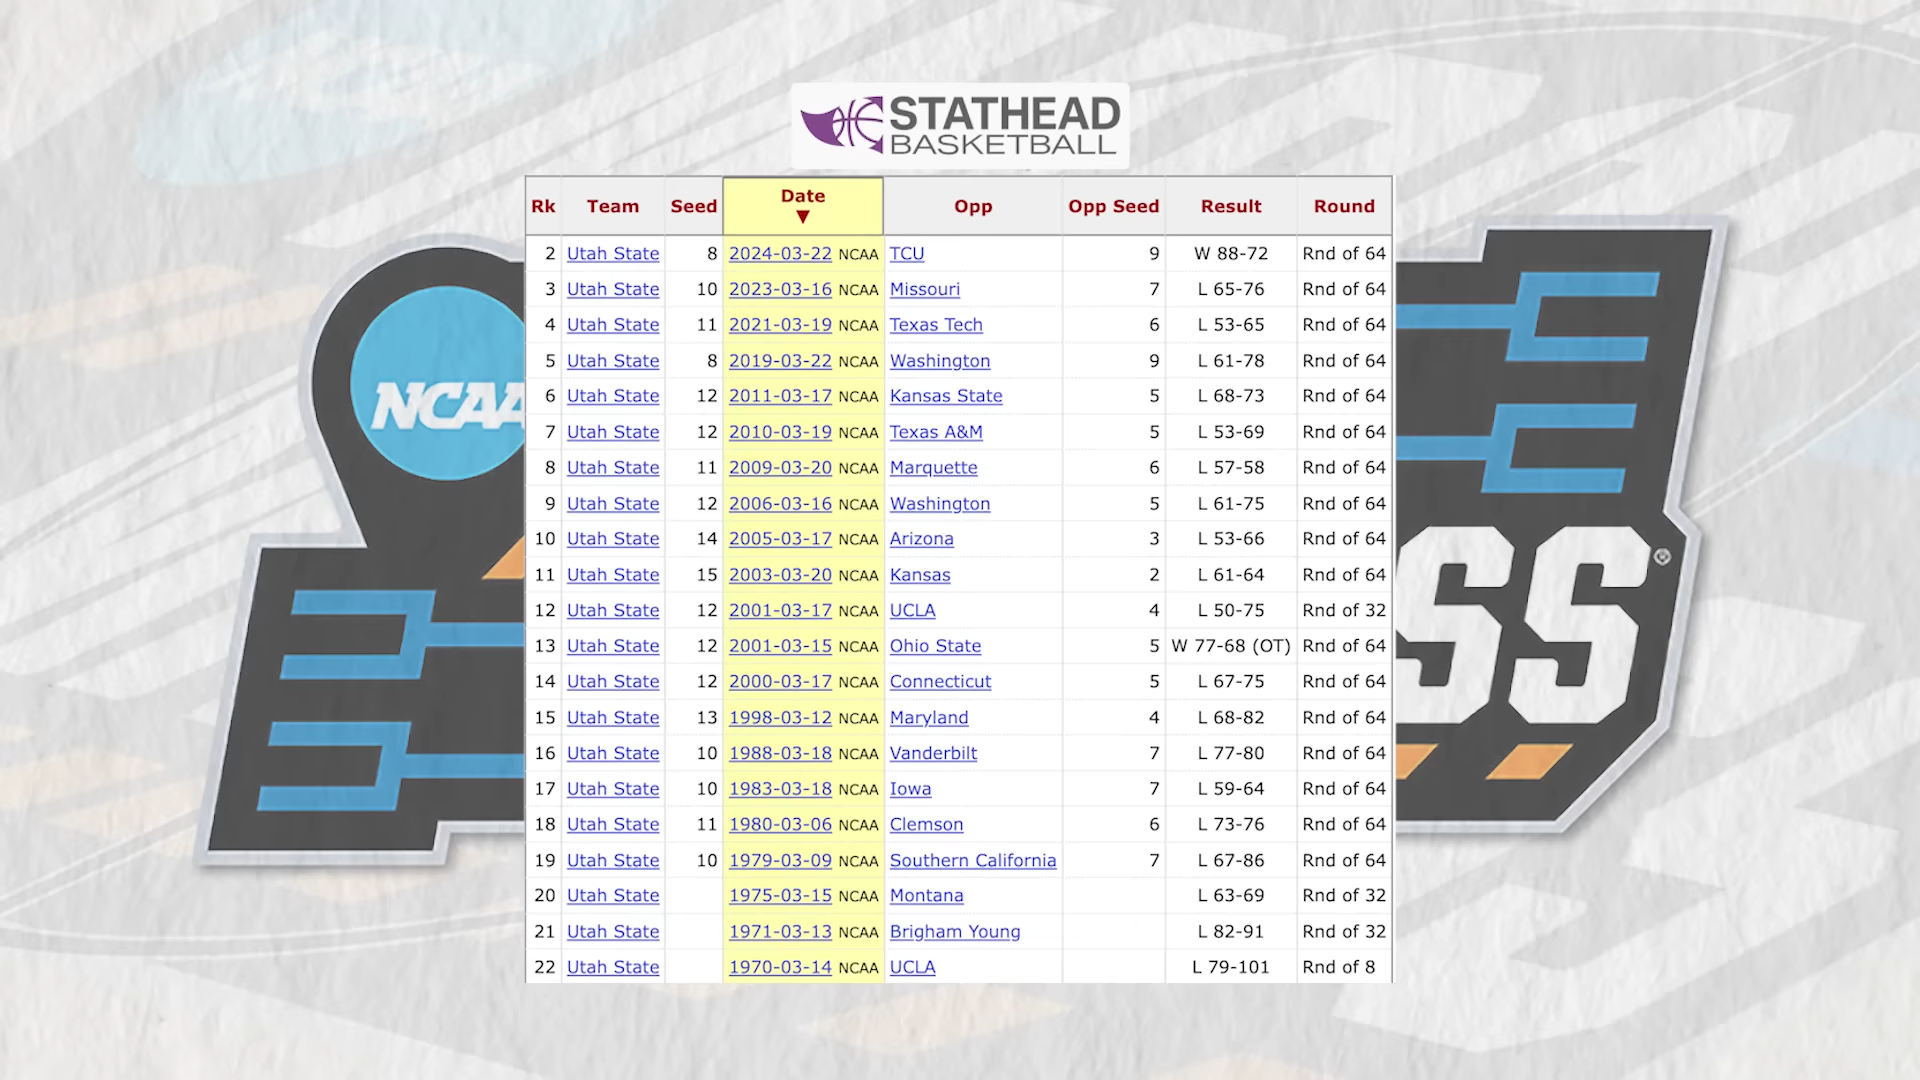 STATHEAD
BASKETBALL
Rk Team Seed Date ▼ Opp Opp Seed Result Round
2 Utah State 8 2024-03-22 NCAA TCU 9 W 88-72 Rnd of 64
3 Utah State 10 2023-03-16 NCAA Missouri 7 L 65-76 Rnd of 64
4 Utah State 11 2021-03-19 NCAA Texas Tech 6 L 53-65 Rnd of 64
5 Utah State 8 2019-03-22 NCAA Washington 9 L 61-78 Rnd of 64
6 Utah State 12 2011-03-17 NCAA Kansas State 5 L 68-73 Rnd of 64
7 Utah State 12 2010-03-19 NCAA Texas A&M 5 L 53-69 Rnd of 64
8 Utah State 11 2009-03-20 NCAA Marquette 6 L 57-58 Rnd of 64
9 Utah State 12 2006-03-16 NCAA Washington 5 L 61-75 Rnd of 64
10 Utah State 14 2005-03-17 NCAA Arizona 3 L 53-66 Rnd of 64
11 Utah State 15 2003-03-20 NCAA Kansas 2 L 61-64 Rnd of 64
12 Utah State 12 2001-03-17 NCAA UCLA 4 L 50-75 Rnd of 32
13 Utah State 12 2001-03-15 NCAA Ohio State 5 W 77-68 (OT) Rnd of 64
14 Utah State 12 2000-03-17 NCAA Connecticut 5 L 67-75 Rnd of 64
15 Utah State 13 1998-03-12 NCAA Maryland 4 L 68-82 Rnd of 64
16 Utah State 10 1988-03-18 NCAA Vanderbilt 7 L 77-80 Rnd of 64
17 Utah State 10 1983-03-18 NCAA Iowa 7 L 59-64 Rnd of 64
18 Utah State 11 1980-03-06 NCAA Clemson 6 L 73-76 Rnd of 64
19 Utah State 10 1979-03-09 NCAA Southern California 7 L 67-86 Rnd of 64
20 Utah State 1975-03-15 NCAA Montana L 63-69 Rnd of 32
21 Utah State 1971-03-13 NCAA Brigham Young L 82-91 Rnd of 32
22 Utah State 1970-03-14 NCAA UCLA L 79-101 Rnd of 8
NCAA
SS